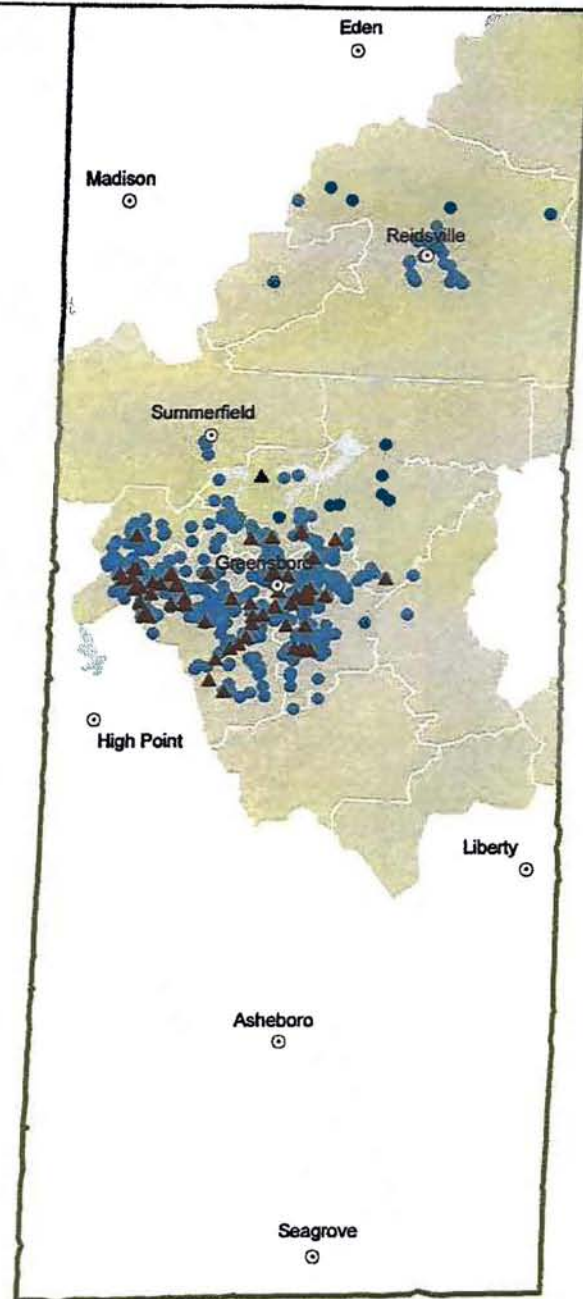 Eden
Madison
Reidsville
Summerfield
Greensboro
High Point
Liberty
Asheboro
Seagrove